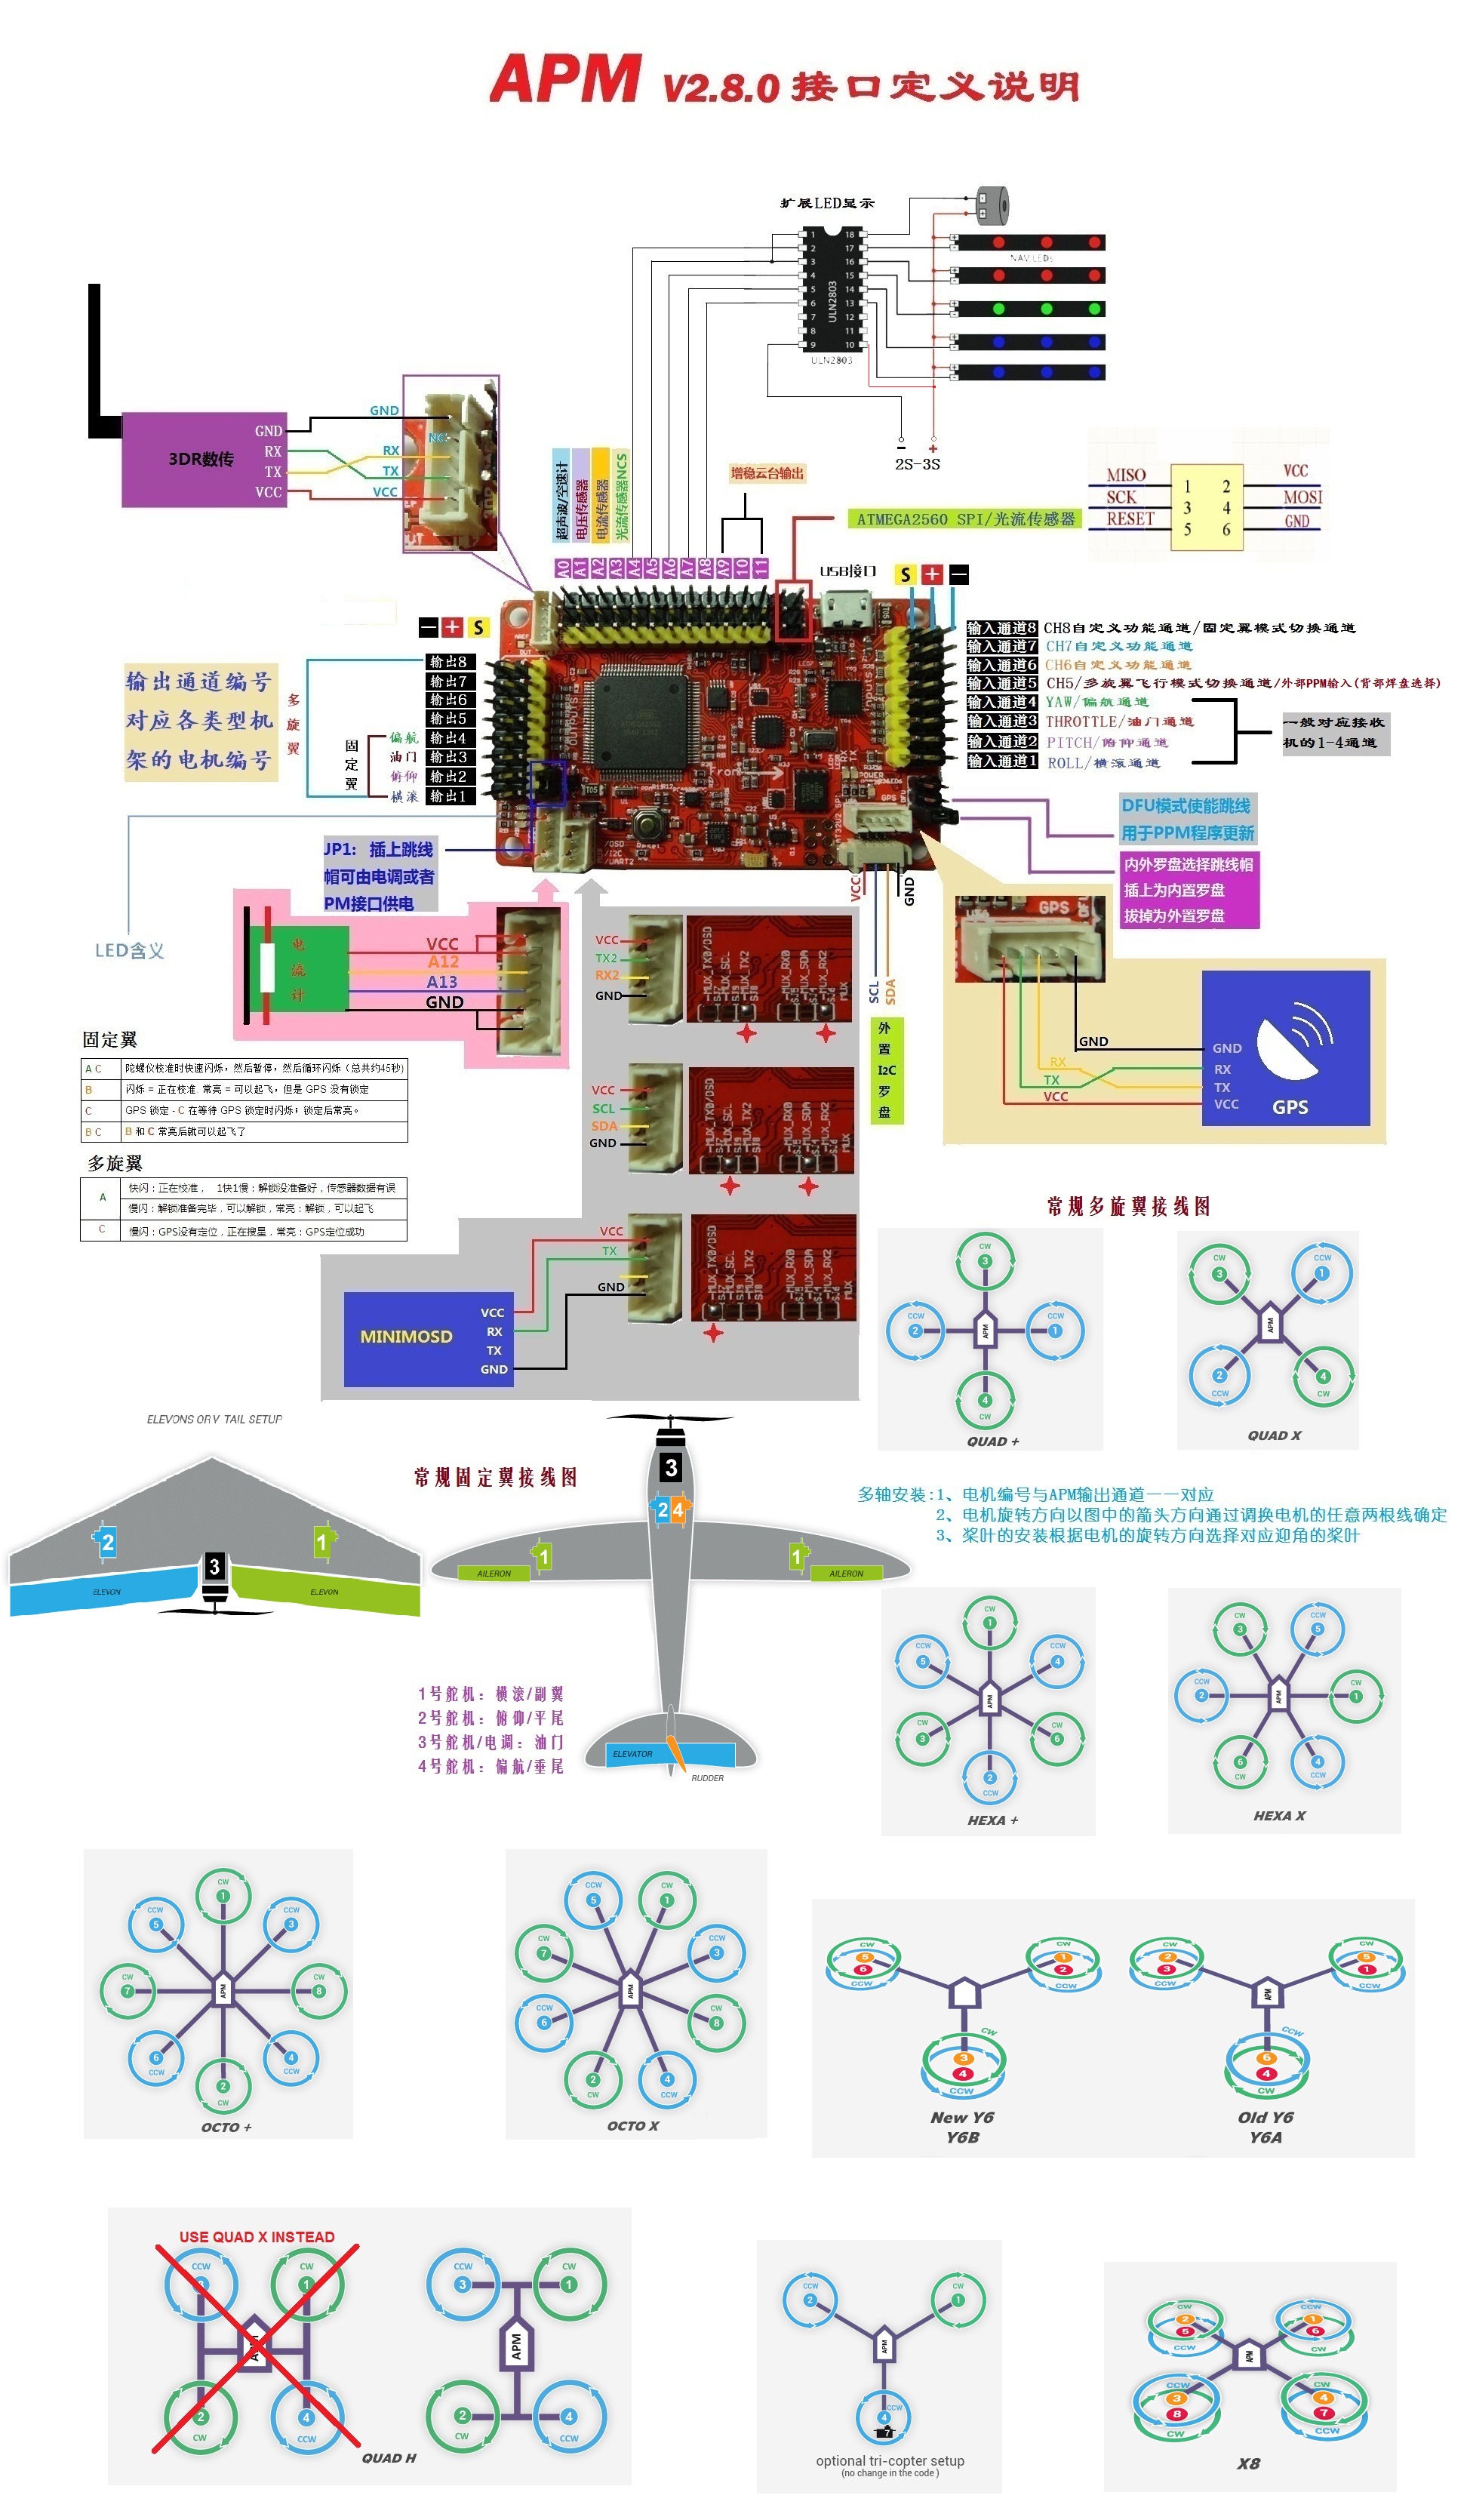 APM V2.8.0 接口定义说明
扩展LED显示
1 18
2 17
3 16
4 15
5 14
6 13
7 12
8 11
9 10
ULN2803
ULN2803
NAV LEDs
2S-3S
3DR数传
GND
RX
TX
VCC
GND
NC
RX
TX
VCC
超声波/空速计
电压传感器
电流传感器
光流传感器NCS
A0 A1 A2 A3 A4 A5 A6 A7 A8 A9 10 11
增稳云台输出
ATMEGA2560 SPI/光流传感器
USB接口
MISO 1 2 VCC
SCK 3 4 MOSI
RESET 5 6 GND
S + −
− + S
输出通道编号
对应各类型机
架的电机编号
多旋翼
固定翼
输出8
输出7
输出6
输出5
偏航 输出4
油门 输出3
俯仰 输出2
横滚 输出1
输入通道8 CH8自定义功能通道/固定翼模式切换通道
输入通道7 CH7自定义功能通道
输入通道6 CH6自定义功能通道
输入通道5 CH5/多旋翼飞行模式切换通道/外部PPM输入(背部焊盘选择)
输入通道4 YAW/偏航通道
输入通道3 THROTTLE/油门通道
输入通道2 PITCH/俯仰通道
输入通道1 ROLL/横滚通道
一般对应接收
机的1-4通道
DFU模式使能跳线
用于PPM程序更新
内外罗盘选择跳线帽
插上为内置罗盘
拔掉为外置罗盘
JP1: 插上跳线
帽可由电调或者
PM接口供电
LED含义
电流计
VCC
A12
A13
GND
VCC
TX2
RX2
GND
VCC
SCL
SDA
GND
VCC
TX
GND
MINIMOSD
VCC
RX
TX
GND
VCC
SCL
SDA
GND
外置I2C罗盘
GPS
GND
RX
TX
VCC
GND
RX
TX
VCC
GPS
固定翼
A C 陀螺仪校准时快速闪烁，然后暂停，然后循环闪烁（总共约45秒）
B 闪烁 = 正在校准 常亮 = 可以起飞，但是 GPS 没有锁定
C GPS 锁定 - C 在等待 GPS 锁定时闪烁；锁定后常亮。
B C B 和 C 常亮后就可以起飞了
多旋翼
A 快闪：正在校准， 1快1慢：解锁没准备好，传感器数据有误
慢闪：解锁准备完毕，可以解锁，常亮：解锁，可以起飞
C 慢闪：GPS没有定位，正在搜星，常亮：GPS定位成功
常规多旋翼接线图
CW 3
CCW 2
CCW 1
4 CW
APM
QUAD +
3 CW
CCW 1
2 CCW
4 CW
APM
QUAD X
多轴安装:1、电机编号与APM输出通道一一对应
2、电机旋转方向以图中的箭头方向通过调换电机的任意两根线确定
3、桨叶的安装根据电机的旋转方向选择对应迎角的桨叶
ELEVONS OR V TAIL SETUP
2 1 3
ELEVON
ELEVON
常规固定翼接线图
3
2 4
1 1
AILERON
AILERON
ELEVATOR
RUDDER
1号舵机: 横滚/副翼
2号舵机: 俯仰/平尾
3号舵机/电调: 油门
4号舵机: 偏航/垂尾
CW 1
CCW 5
CCW 4
3 CW
6 CW
2 CCW
APM
HEXA +
CW 3
CCW 5
CCW 2
CW 1
6 CW
4 CCW
APM
HEXA X
CW 1
CCW 5
CCW 3
CW 7
CW 8
6 CCW
4 CCW
2 CW
APM
OCTO +
CCW 5
CW 1
CW 7
CCW 3
CCW 6
CW 8
2 CW
4 CCW
APM
OCTO X
CW 5 6 CCW
CW 1 2 CCW
CW 3 4 CCW
New Y6
Y6B
CW 2 3 CCW
CW 5 1 CCW
CCW 6 4 CW
APM
Old Y6
Y6A
USE QUAD X INSTEAD
CCW
CW 1
2 CW
4 CCW
CCW 3
CW 1
2 CW
4 CCW
APM
QUAD H
CCW 2
CW 1
4 CCW
7
APM
optional tri-copter setup
(no change in the code )
CW 2 5 CCW
CCW 1 6 CW
CCW 3 8 CW
CW 4 7 CCW
APM
X8